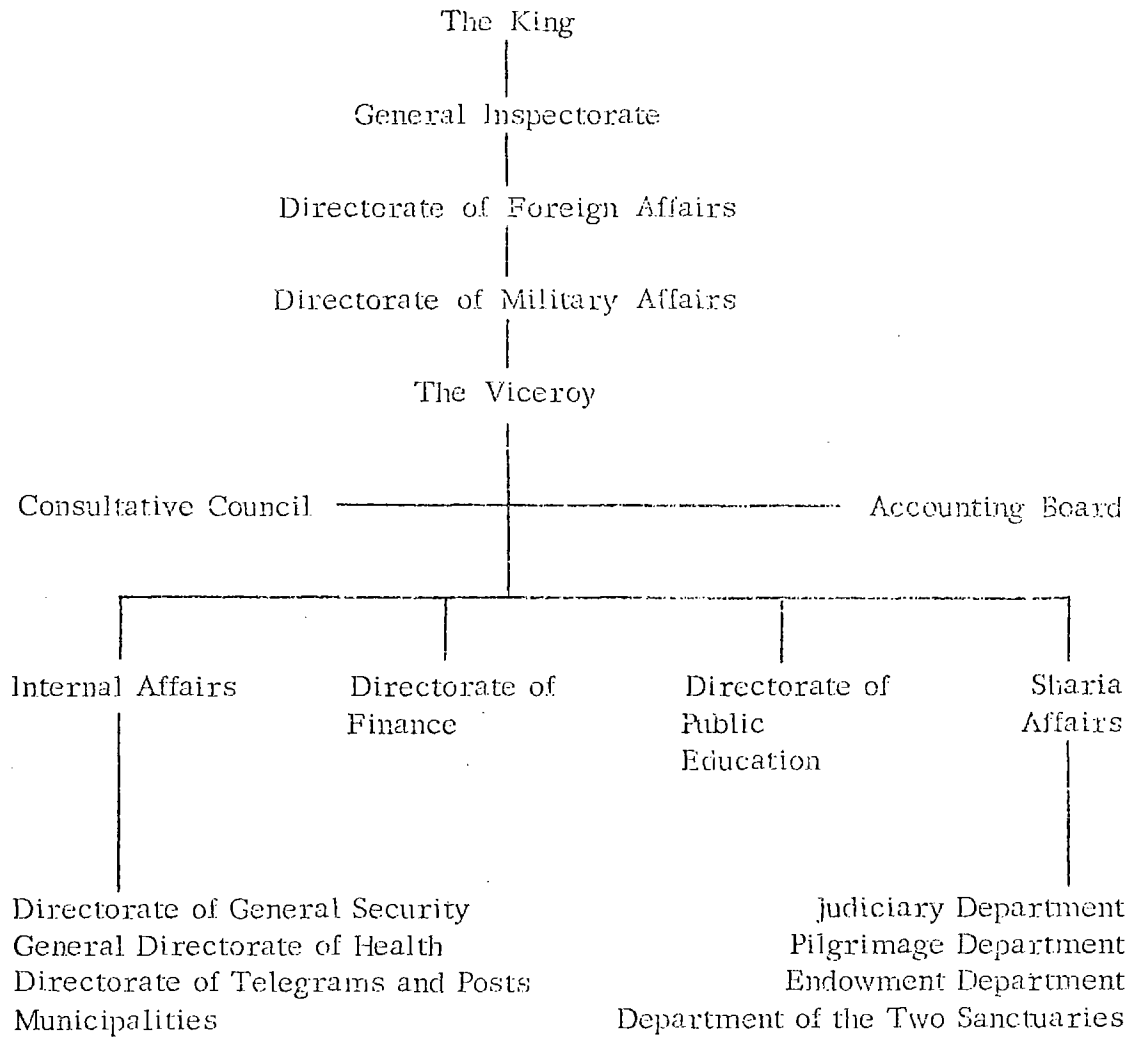 The King
General Inspectorate
Directorate of Foreign Affairs
Directorate of Military Affairs
The Viceroy
Consultative Council
Accounting Board
Internal Affairs
Directorate of
Finance
Directorate of
Public
Education
Sharia
Affairs
Directorate of General Security
General Directorate of Health
Directorate of Telegrams and Posts
Municipalities
Judiciary Department
Pilgrimage Department
Endowment Department
Department of the Two Sanctuaries